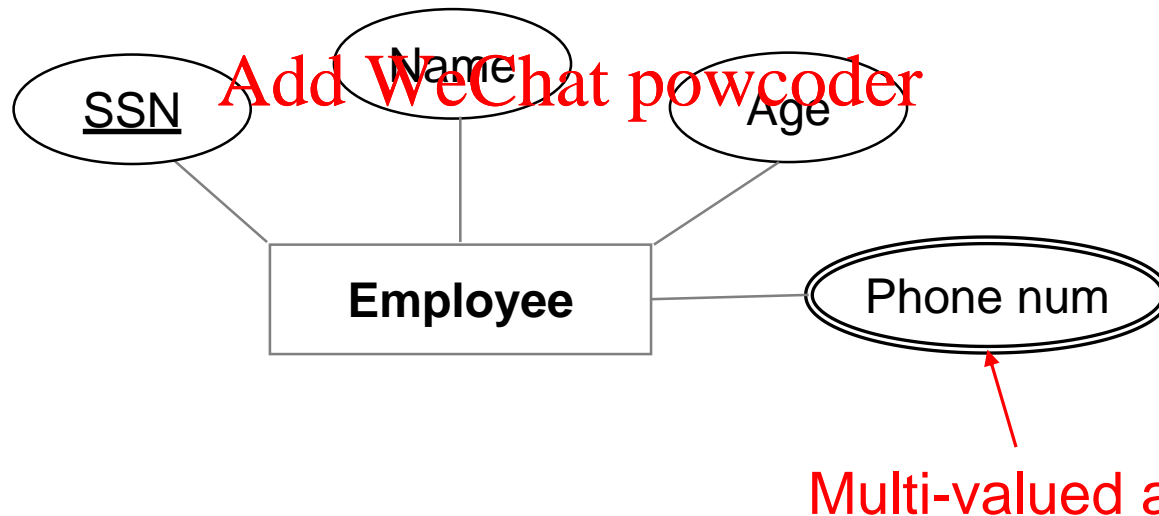 Name
Add WeChat powcoder
SSN
Age
Employee
Phone num
Multi-valued a